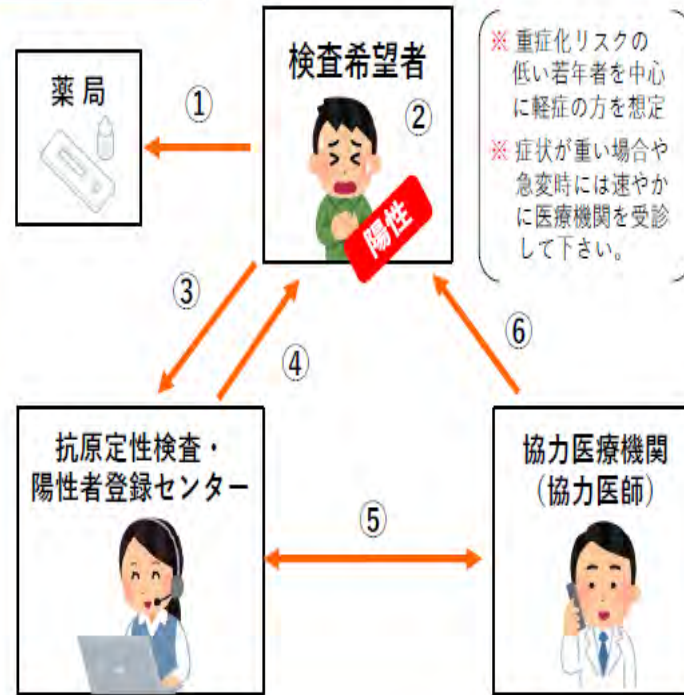 薬局
①
検査希望者
②
陽性
※ 重症化リスクの
低い若年者を中心
に軽症の方を想定
※ 症状が重い場合や
急変時には速やか
に医療機関を受診
して下さい。
③
④
⑥
抗原定性検査・
陽性者登録センター
⑤
協力医療機関
（協力医師）